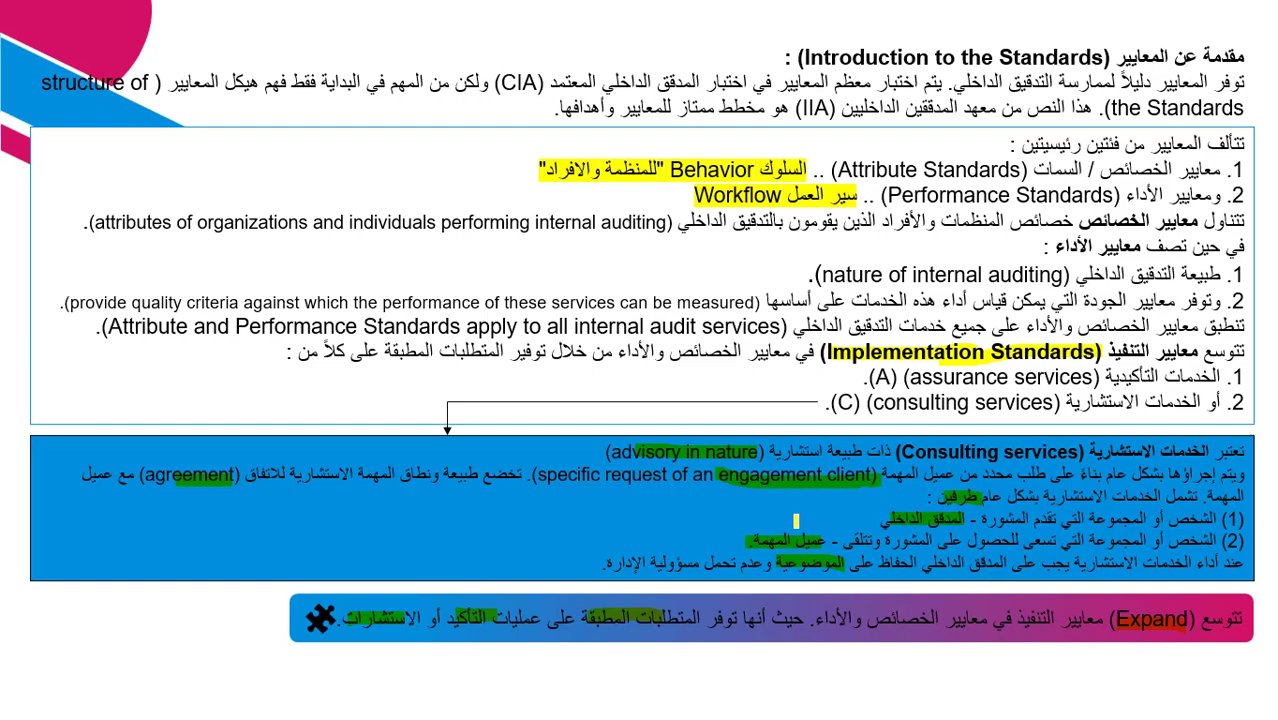 مقدمة عن المعايير (Introduction to the Standards) :
توفر المعايير دليلاً لممارسة التدقيق الداخلي. يتم اختبار معظم المعايير في اختبار المدقق الداخلي المعتمد (CIA) ولكن من المهم في البداية فقط فهم هيكل المعايير (structure of
the Standards). هذا النص من معهد المدققين الداخليين (IIA) هو مخطط ممتاز للمعايير وأهدافها.
تتألف المعايير من فئتين رئيسيتين :
1. معايير الخصائص / السمات (Attribute Standards) .. السلوك Behavior "للمنظمة والافراد"
2. ومعايير الأداء (Performance Standards) .. سير العمل Workflow
تتناول معايير الخصائص خصائص المنظمات والأفراد الذين يقومون بالتدقيق الداخلي (attributes of organizations and individuals performing internal auditing).
في حين تصف معايير الأداء :
1. طبيعة التدقيق الداخلي (nature of internal auditing).
2. وتوفر معايير الجودة التي يمكن قياس أداء هذه الخدمات على أساسها (provide quality criteria against which the performance of these services can be measured).
تنطبق معايير الخصائص والأداء على جميع خدمات التدقيق الداخلي (Attribute and Performance Standards apply to all internal audit services).
تتوسع معايير التنفيذ (Implementation Standards) في معايير الخصائص والأداء من خلال توفير المتطلبات المطبقة على كلاً من :
1. الخدمات التأكيدية (assurance services) (A).
2. أو الخدمات الاستشارية (consulting services) (C).
تعتبر الخدمات الاستشارية (Consulting services) ذات طبيعة استشارية (advisory in nature)
ويتم إجراؤها بشكل عام بناءً على طلب محدد من عميل المهمة (specific request of an engagement client). تخضع طبيعة ونطاق المهمة الاستشارية للاتفاق (agreement) مع عميل
المهمة. تشمل الخدمات الاستشارية بشكل عام طرفين :
(1) الشخص أو المجموعة التي تقدم المشورة - المدقق الداخلي
(2) الشخص أو المجموعة التي تسعى للحصول على المشورة وتتلقى - عميل المهمة.
عند أداء الخدمات الاستشارية يجب على المدقق الداخلي الحفاظ على الموضوعية وعدم تحمل مسؤولية الإدارة.
تتوسع (Expand) معايير التنفيذ في معايير الخصائص والأداء. حيث أنها توفر المتطلبات المطبقة على عمليات التأكيد أو الاستشارات.